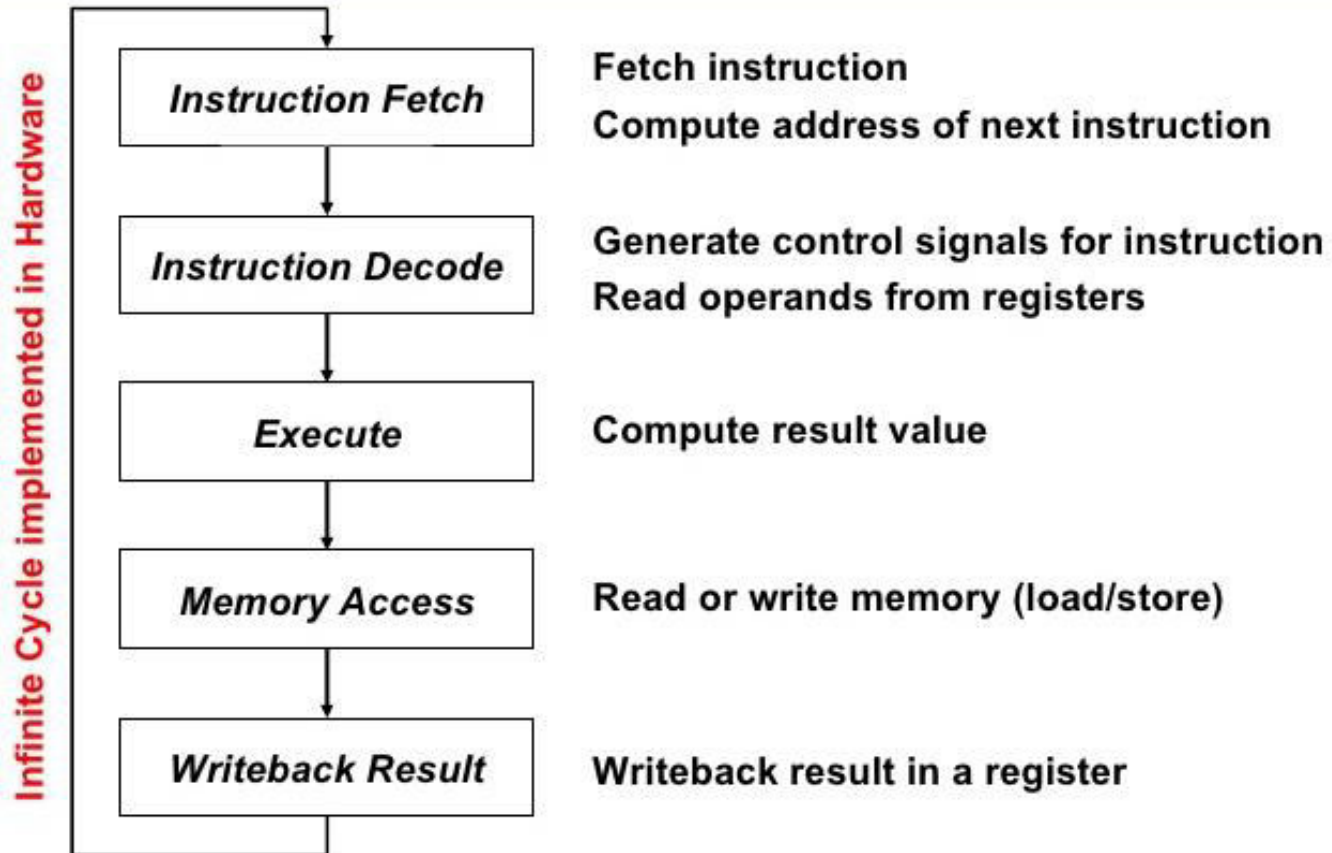 Infinite Cycle implemented in Hardware
Instruction Fetch
Fetch instruction
Compute address of next instruction
Instruction Decode
Generate control signals for instruction
Read operands from registers
Execute
Compute result value
Memory Access
Read or write memory (load/store)
Writeback Result
Writeback result in a register